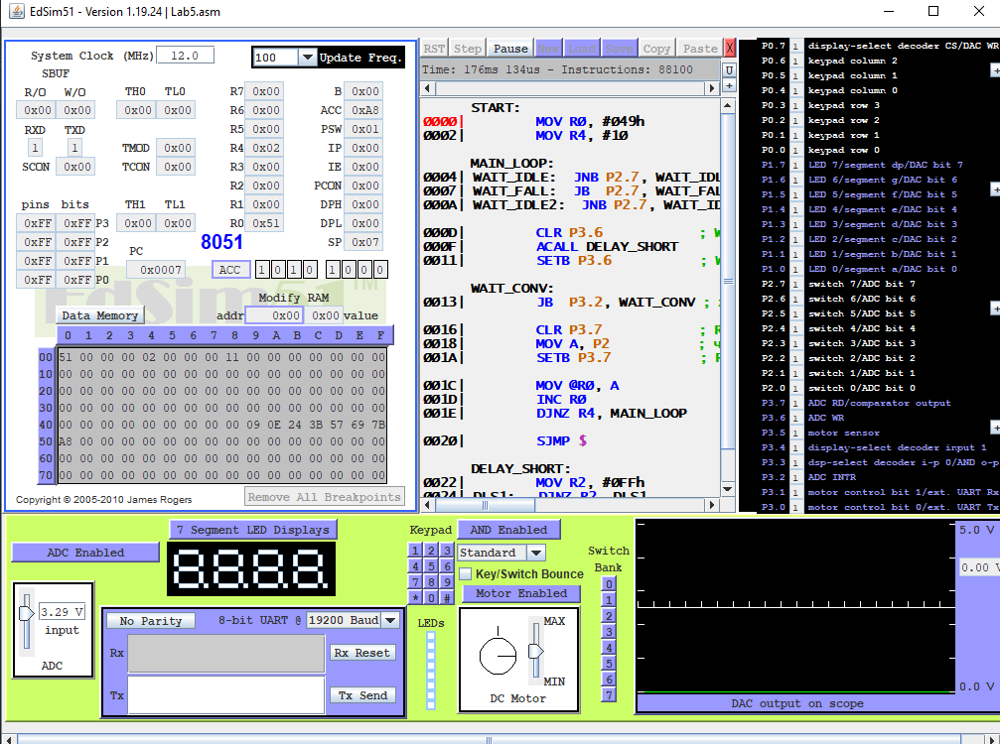 EdSim51 - Version 1.19.24 | Lab5.asm
System Clock (MHz) 12.0 100 Update Freq.
SBUF
R/O W/O TH0 TL0 R7 0x00 B 0x00
0x00 0x00 0x00 0x00 R6 0x00 ACC 0xA8
RXD TXD R5 0x00 PSW 0x01
1 1 TMOD 0x00 R4 0x02 IP 0x00
SCON 0x00 TCON 0x00 R3 0x00 IE 0x00
R2 0x00 PCON 0x00
pins bits TH1 TL1 R1 0x00 DPH 0x00
0xFF 0xFF P3 0x00 0x00 R0 0x51 DPL 0x00
0xFF 0xFF P2 8051 SP 0x07
0xFF 0xFF P1 PC
0xFF 0xFF P0 0x0007 ACC 1 0 1 0 1 0 0 0
EdSim51™
Modify RAM
Data Memory addr 0x00 0x00 value
0 1 2 3 4 5 6 7 8 9 A B C D E F
00 51 00 00 00 02 00 00 00 11 00 00 00 00 00 00 00
10 00 00 00 00 00 00 00 00 00 00 00 00 00 00 00 00
20 00 00 00 00 00 00 00 00 00 00 00 00 00 00 00 00
30 00 00 00 00 00 00 00 00 00 00 00 00 00 00 00 00
40 00 00 00 00 00 00 00 00 00 09 0E 24 3B 57 69 7B
50 A8 00 00 00 00 00 00 00 00 00 00 00 00 00 00 00
60 00 00 00 00 00 00 00 00 00 00 00 00 00 00 00 00
70 00 00 00 00 00 00 00 00 00 00 00 00 00 00 00 00
Copyright © 2005-2010 James Rogers Remove All Breakpoints
RST Step Pause New Load Save Copy Paste X
Time: 176ms 134us - Instructions: 88100 U
+
START:
0000| MOV R0, #049h
0002| MOV R4, #10
MAIN_LOOP:
0004| WAIT_IDLE: JNB P2.7, WAIT_IDL
0007| WAIT_FALL: JB P2.7, WAIT_FAL
000A| WAIT_IDLE2: JNB P2.7, WAIT_ID
000D| CLR P3.6 ; W
000F| ACALL DELAY_SHORT
0011| SETB P3.6 ; W
WAIT_CONV:
0013| JB P3.2, WAIT_CONV ;
0016| CLR P3.7 ; R
0018| MOV A, P2 ;
001A| SETB P3.7 ; R
001C| MOV @R0, A
001D| INC R0
001E| DJNZ R4, MAIN_LOOP
0020| SJMP $
DELAY_SHORT:
0022| MOV R2, #0FFh
0024| DLS1: DJNZ R2, DLS1
P0.7 1 display-select decoder CS/DAC WR
P0.6 1 keypad column 2
P0.5 1 keypad column 1
P0.4 1 keypad column 0
P0.3 1 keypad row 3
P0.2 1 keypad row 2
P0.1 1 keypad row 1
P0.0 1 keypad row 0
P1.7 1 LED 7/segment dp/DAC bit 7
P1.6 1 LED 6/segment g/DAC bit 6
P1.5 1 LED 5/segment f/DAC bit 5
P1.4 1 LED 4/segment e/DAC bit 4
P1.3 1 LED 3/segment d/DAC bit 3
P1.2 1 LED 2/segment c/DAC bit 2
P1.1 1 LED 1/segment b/DAC bit 1
P1.0 1 LED 0/segment a/DAC bit 0
P2.7 1 switch 7/ADC bit 7
P2.6 1 switch 6/ADC bit 6
P2.5 1 switch 5/ADC bit 5
P2.4 1 switch 4/ADC bit 4
P2.3 1 switch 3/ADC bit 3
P2.2 1 switch 2/ADC bit 2
P2.1 1 switch 1/ADC bit 1
P2.0 1 switch 0/ADC bit 0
P3.7 1 ADC RD/comparator output
P3.6 1 ADC WR
P3.5 1 motor sensor
P3.4 1 display-select decoder input 1
P3.3 1 dsp-select decoder i-p 0/AND o-p
P3.2 1 ADC INTR
P3.1 1 motor control bit 1/ext. UART Rx
P3.0 1 motor control bit 0/ext. UART Tx
ADC Enabled
3.29 V
input
ADC
7 Segment LED Displays
8.8.8.8.
No Parity 8-bit UART @ 19200 Baud
Rx Rx Reset
Tx Tx Send
Keypad AND Enabled
1 2 3 Standard
4 5 6
7 8 9 Key/Switch Bounce
* 0 # Motor Enabled
LEDs
MAX
MIN
DC Motor
Switch
Bank
0
1
2
3
4
5
6
7
5.0 V
0.00 V
0.0 V
DAC output on scope